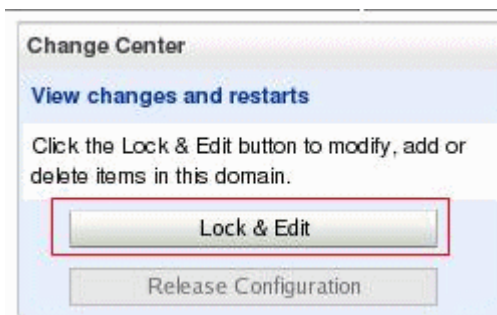 Change Center
View changes and restarts
Click the Lock & Edit button to modify, add or
delete items in this domain.
Lock & Edit
Release Configuration